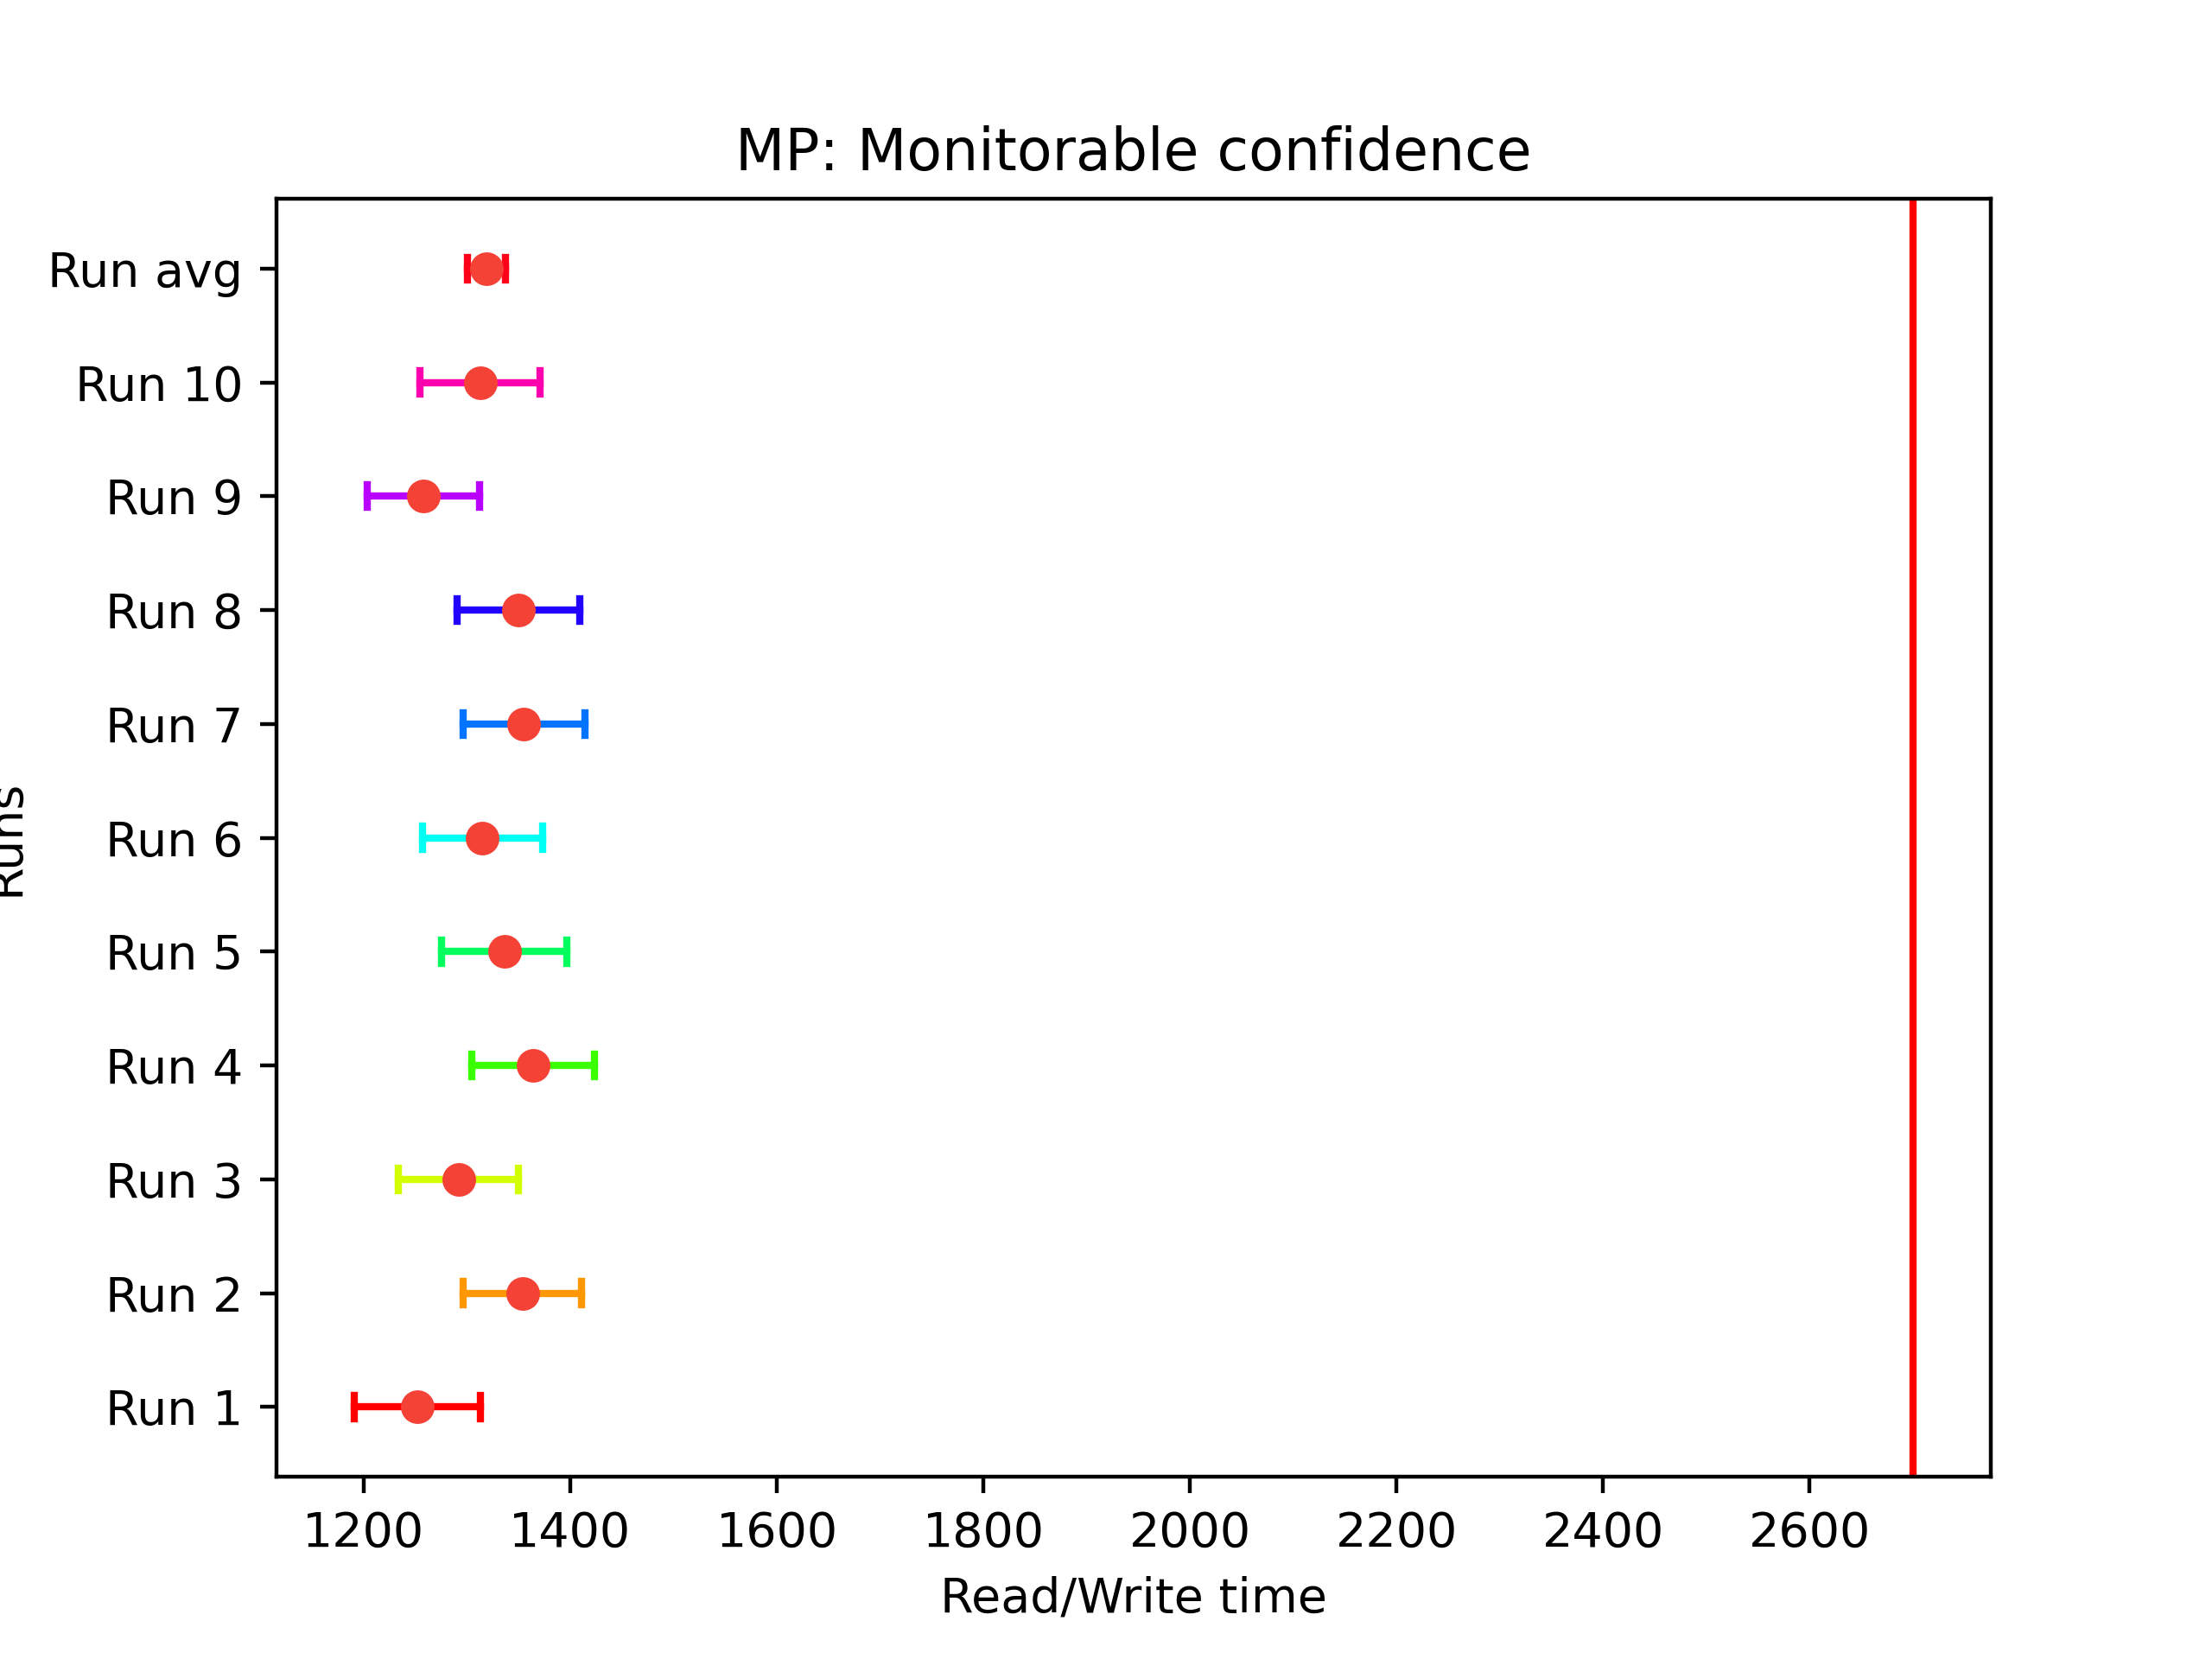 MP: Monitorable confidence
Run avg
Run 10
Run 9
Run 8
Run 7
Run 6
Run 5
Run 4
Run 3
Run 2
Run 1
Runs
1200 1400 1600 1800 2000 2200 2400 2600
Read/Write time